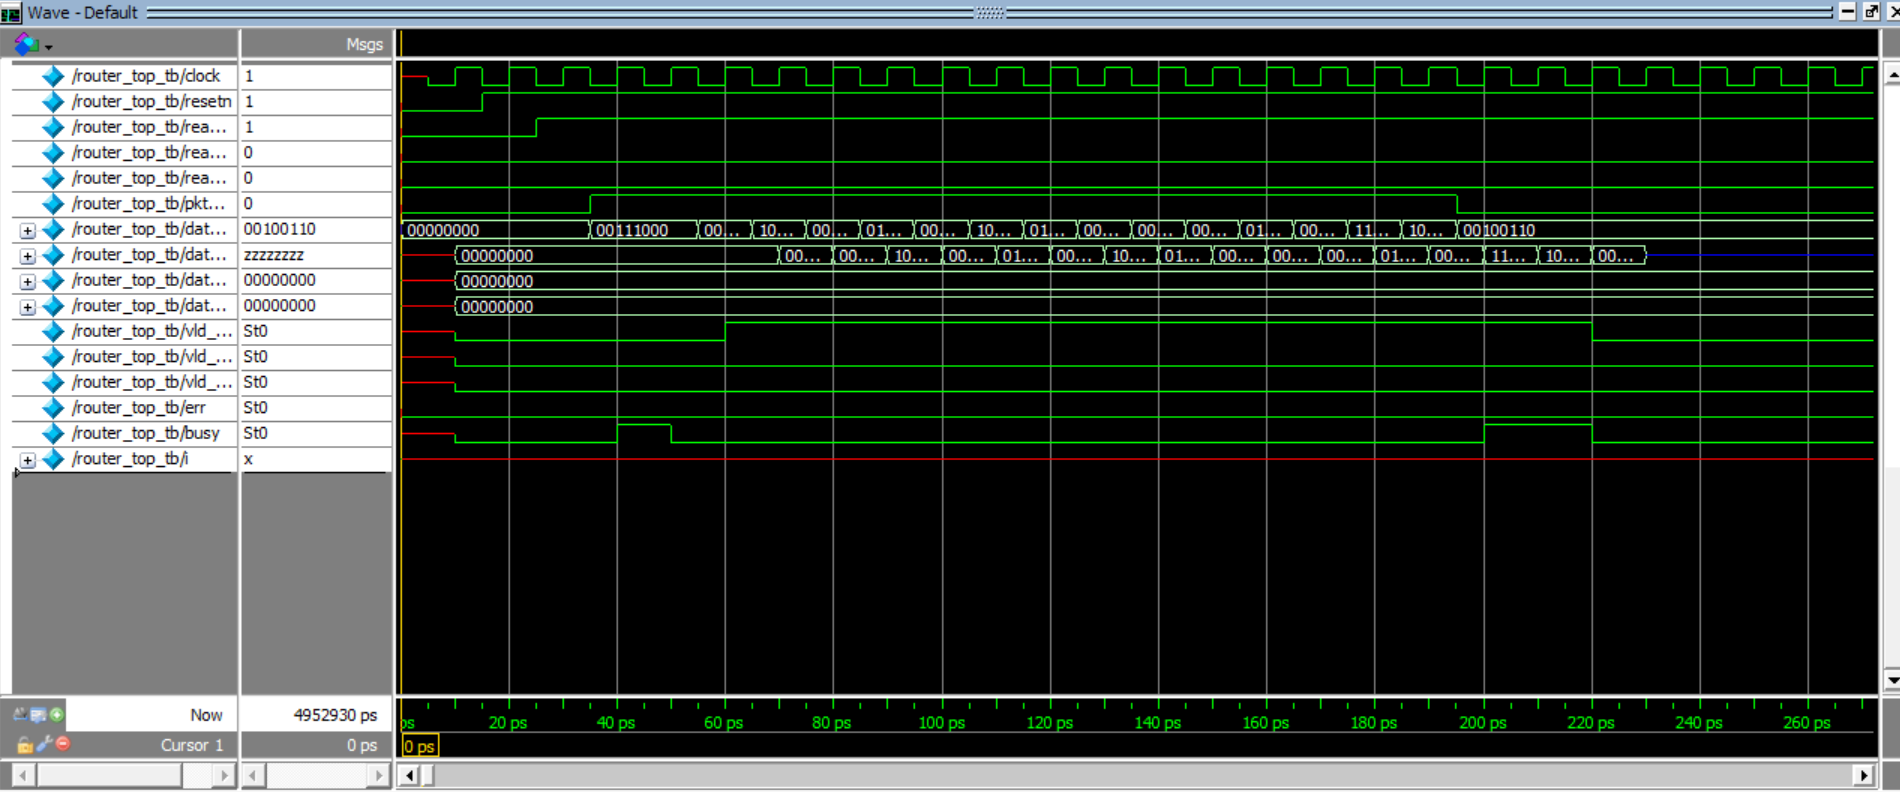 Wave - Default
Msgs
/router_top_tb/clock 1
/router_top_tb/resetn 1
/router_top_tb/rea... 1
/router_top_tb/rea... 0
/router_top_tb/rea... 0
/router_top_tb/pkt... 0
/router_top_tb/dat... 00100110 00000000 00111000 00... 10... 00... 01... 00... 10... 01... 00... 00... 00... 01... 00... 11... 10... 00100110
/router_top_tb/dat... zzzzzzzz 00000000 00... 00... 10... 00... 01... 00... 10... 01... 00... 00... 00... 01... 00... 11... 10... 00...
/router_top_tb/dat... 00000000 00000000
/router_top_tb/dat... 00000000 00000000
/router_top_tb/vld_... St0
/router_top_tb/vld_... St0
/router_top_tb/vld_... St0
/router_top_tb/err St0
/router_top_tb/busy St0
/router_top_tb/i x
Now 4952930 ps ps 20 ps 40 ps 60 ps 80 ps 100 ps 120 ps 140 ps 160 ps 180 ps 200 ps 220 ps 240 ps 260 ps
Cursor 1 0 ps 0 ps